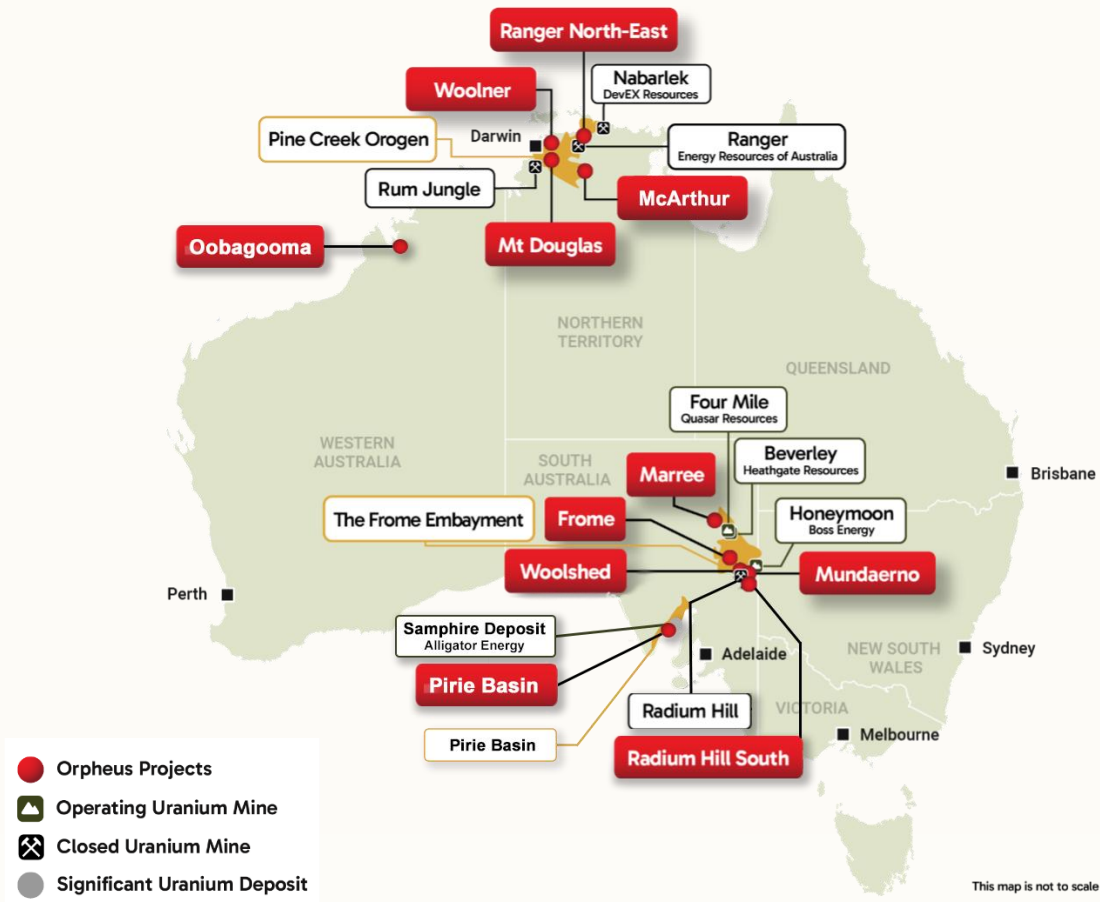 Ranger North-East
Nabarlek
DevEX Resources
Woolner
Pine Creek Orogen
Darwin
Ranger
Energy Resources of Australia
Rum Jungle
McArthur
Oobagooma
Mt Douglas
NORTHERN
TERRITORY
QUEENSLAND
Four Mile
Quasar Resources
WESTERN
AUSTRALIA
SOUTH
AUSTRALIA
Marree
Beverley
Heathgate Resources
Brisbane
The Frome Embayment
Frome
Honeymoon
Boss Energy
Woolshed
Mundaerno
Perth
Samphire Deposit
Alligator Energy
Adelaide
NEW SOUTH
WALES
Sydney
Pirie Basin
Radium Hill
VICTORIA
Pirie Basin
Melbourne
Radium Hill South
Orpheus Projects
Operating Uranium Mine
Closed Uranium Mine
Significant Uranium Deposit
This map is not to scale